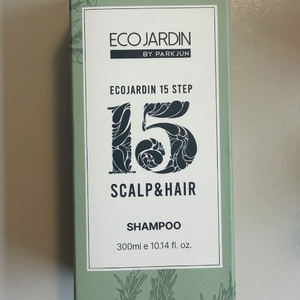 ECOJARDIN
BY PARKJUN
ECOJARDIN 15 STEP
15
SCALP&HAIR
SHAMPOO
300ml e 10.14 fl. oz.